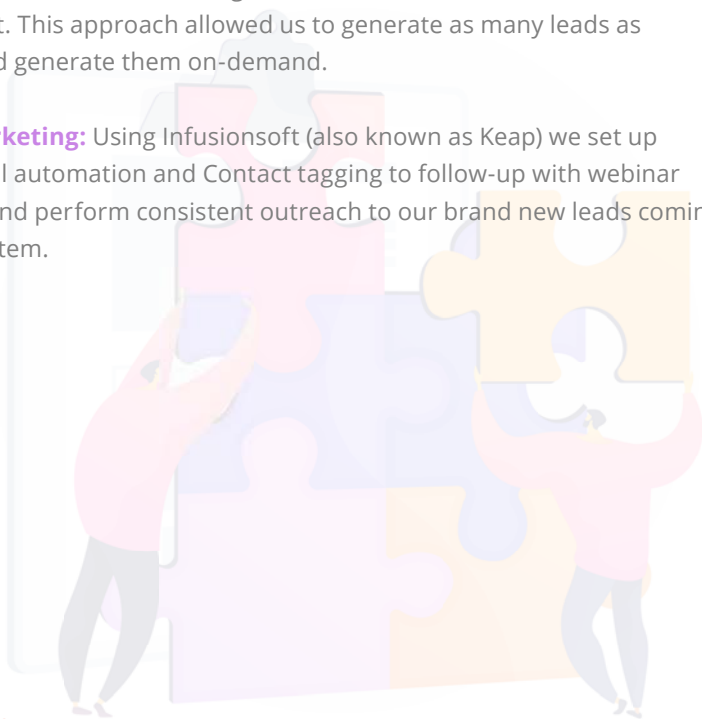 t. This approach allowed us to generate as many leads as
d generate them on-demand.
keting: Using Infusionsoft (also known as Keap) we set up
l automation and Contact tagging to follow-up with webinar
nd perform consistent outreach to our brand new leads comin
tem.